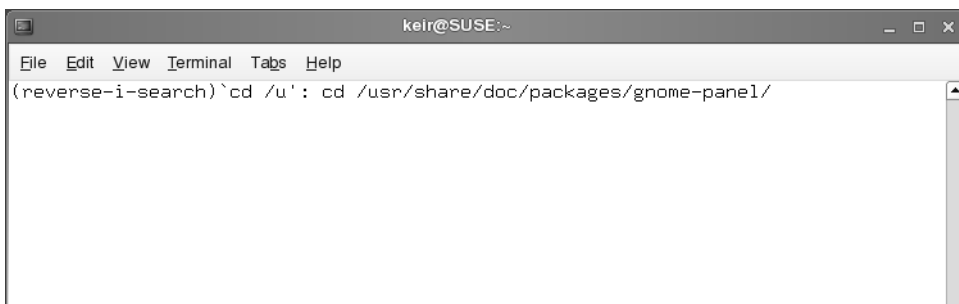 keir@SUSE:~
File Edit View Terminal Tabs Help
(reverse-i-search)`cd /u': cd /usr/share/doc/packages/gnome-panel/